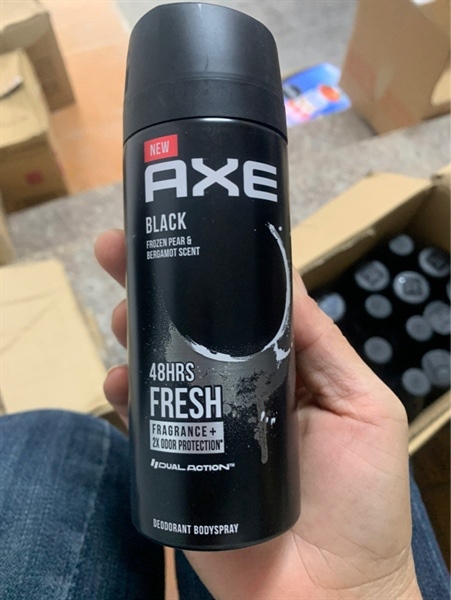 NEW
AXE
BLACK
FROZEN PEAR &
BERGAMOT SCENT
48HRS
FRESH
FRAGRANCE +
2X ODOR PROTECTION*
DUAL ACTION™
DEODORANT BODYSPRAY